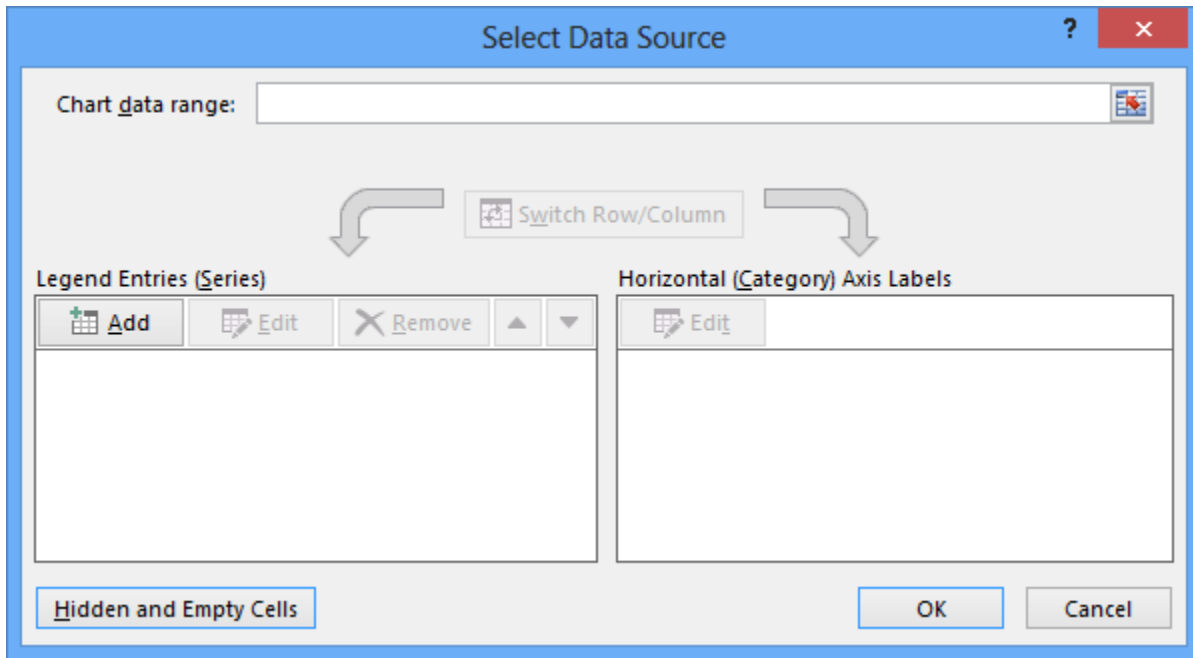 Select Data Source
?
Chart data range:
Switch Row/Column
Legend Entries (Series)
Add Edit Remove
Horizontal (Category) Axis Labels
Edit
Hidden and Empty Cells
OK Cancel